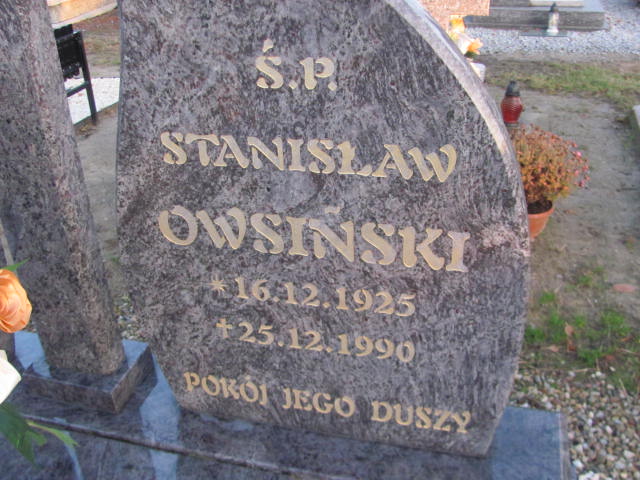 Ś.P.
STANISŁAW
OWSIŃSKI
*16.12.1925
+25.12.1990
POKÓJ JEGO DUSZY